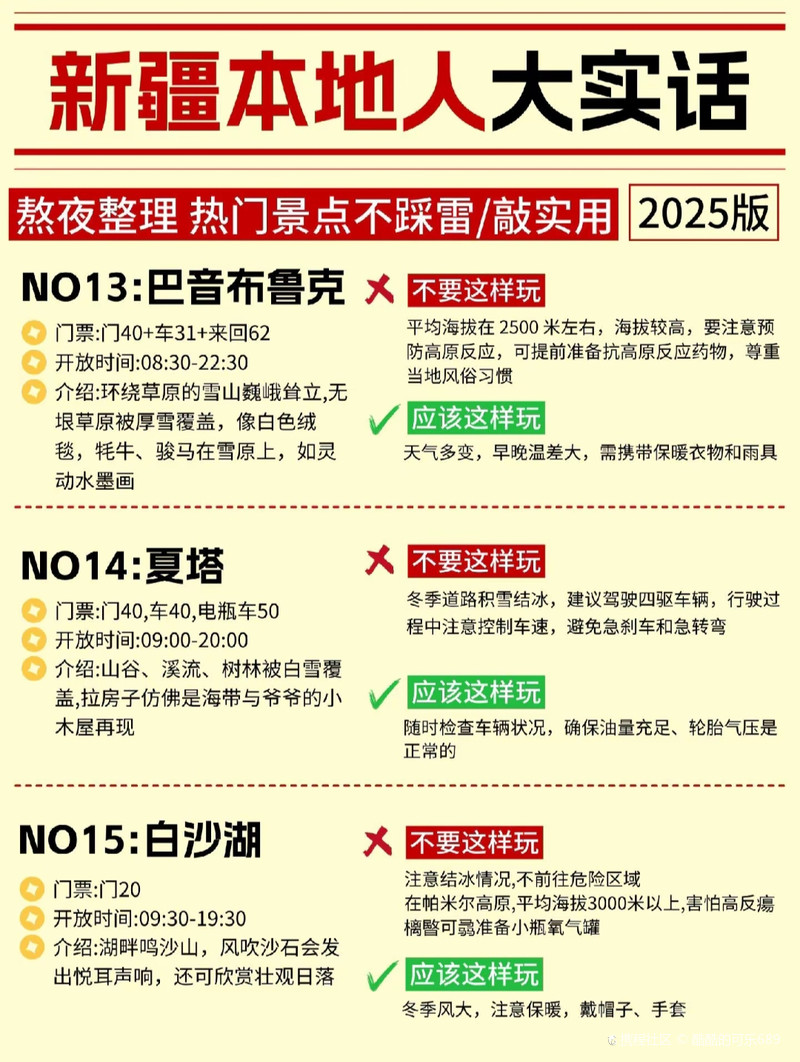 新疆本地人大实话
熬夜整理 热门景点不踩雷/敲实用
2025版
NO13:巴音布鲁克
门票:门40+车31+来回62
开放时间:08:30-22:30
介绍:环绕草原的雪山巍峨耸立,无
垠草原被厚雪覆盖，像白色绒
毯，牦牛、骏马在雪原上，如灵
动水墨画
不要这样玩
平均海拔在 2500 米左右，海拔较高，要注意预
防高原反应，可提前准备抗高原反应药物，尊重
当地风俗习惯
应该这样玩
天气多变，早晚温差大，需携带保暖衣物和雨具
NO14:夏塔
门票:门40,车40,电瓶车50
开放时间:09:00-20:00
介绍:山谷、溪流、树林被白雪覆
盖,拉房子仿佛是海带与爷爷的小
木屋再现
不要这样玩
冬季道路积雪结冰，建议驾驶四驱车辆，行驶过
程中注意控制车速，避免急刹车和急转弯
应该这样玩
随时检查车辆状况，确保油量充足、轮胎气压是
正常的
NO15:白沙湖
门票:门20
开放时间:09:30-19:30
介绍:湖畔鸣沙山，风吹沙石会发
出悦耳声响，还可欣赏壮观日落
不要这样玩
注意结冰情况,不前往危险区域
在帕米尔高原,平均海拔3000米以上,害怕高反
可准备小瓶氧气罐
应该这样玩
冬季风大，注意保暖，戴帽子、手套